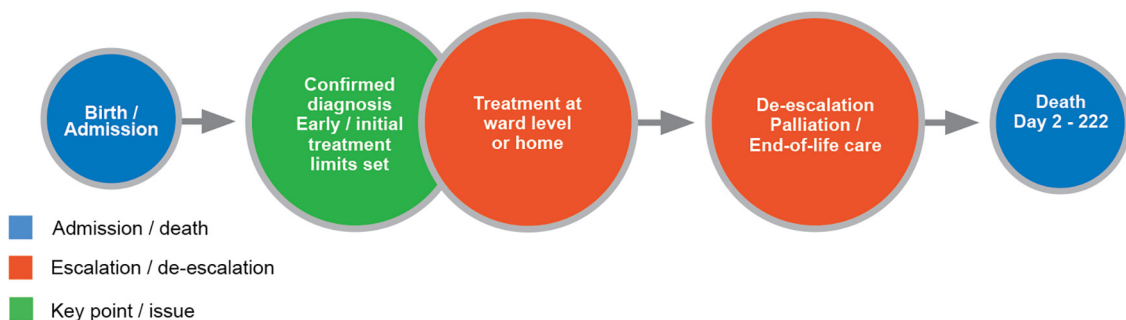 Birth /
Admission
Confirmed
diagnosis
Early / initial
treatment
limits set
Treatment at
ward level
or home
De-escalation
Palliation /
End-of-life care
Death
Day 2 - 222
Admission / death
Escalation / de-escalation
Key point / issue